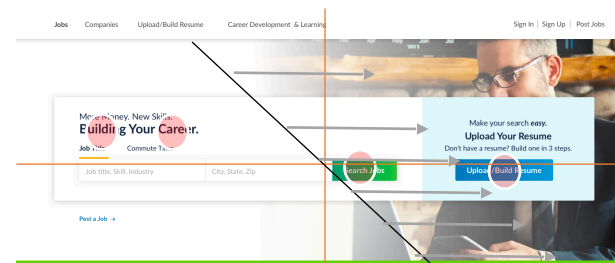 Jobs Companies Upload/Build Resume Career Development & Learning Sign In | Sign Up | Post Jobs
More Money. New Skills.
Building Your Career.
Job Title Commute Time
Job title, Skill, Industry City, State, Zip Search Jobs
Make your search easy.
Upload Your Resume
Don't have a resume? Build one in 3 steps.
Upload/Build Resume
Post a Job →